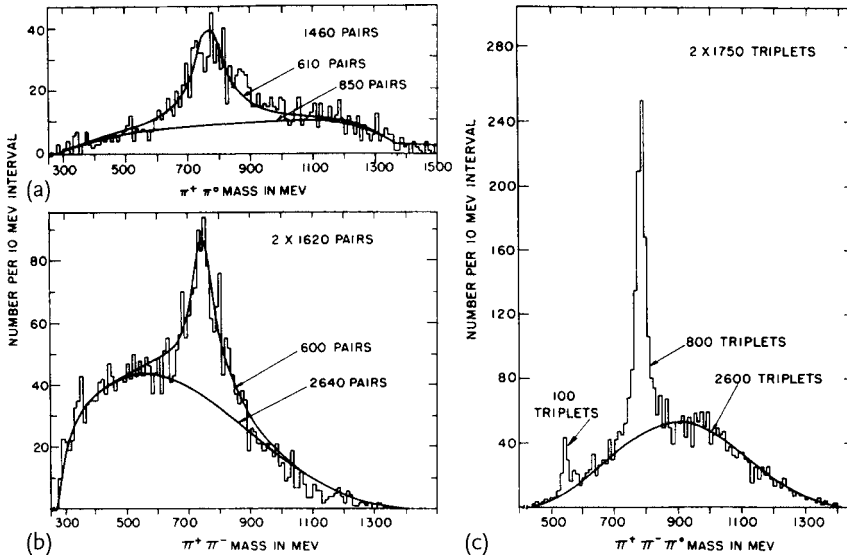 40
20
0
1460 PAIRS
610 PAIRS
850 PAIRS
300 500 700 900 1100 1300 1500
(a)
π⁺ π° MASS IN MEV
NUMBER PER 10 MEV INTERVAL
80
60
40
20
2 X 1620 PAIRS
600 PAIRS
2640 PAIRS
300 500 700 900 1100 1300
(b)
π⁺ π⁻ MASS IN MEV
NUMBER PER 10 MEV INTERVAL
280
240
200
160
120
80
40
2 X 1750 TRIPLETS
800 TRIPLETS
2600 TRIPLETS
100
TRIPLETS
500 700 900 1100 1300
(c)
π⁺ π⁻ π° MASS IN MEV